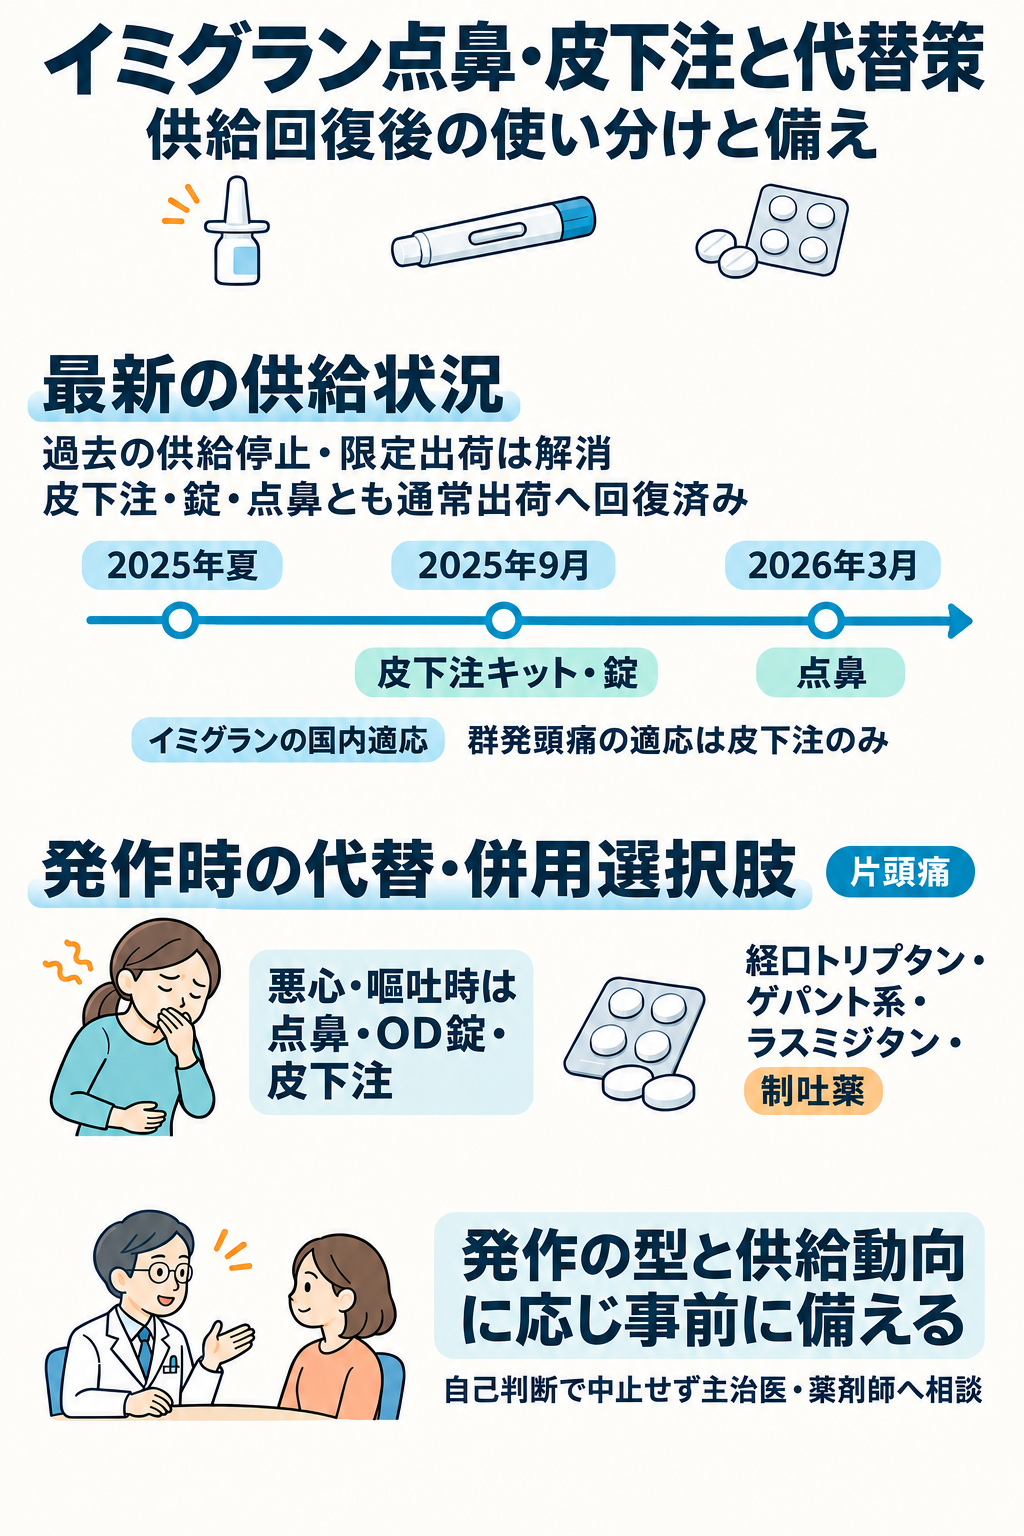 イミグラン点鼻・皮下注と代替策
供給回復後の使い分けと備え
最新の供給状況
過去の供給停止・限定出荷は解消
皮下注・錠・点鼻とも通常出荷へ回復済み
2025年夏
2025年9月
2026年3月
皮下注キット・錠
点鼻
イミグランの国内適応
群発頭痛の適応は皮下注のみ
発作時の代替・併用選択肢
片頭痛
悪心・嘔吐時は
点鼻・OD錠・
皮下注
経口トリプタン・
ゲパント系・
ラスミジタン・
制吐薬
発作の型と供給動向
に応じ事前に備える
自己判断で中止せず主治医・薬剤師へ相談